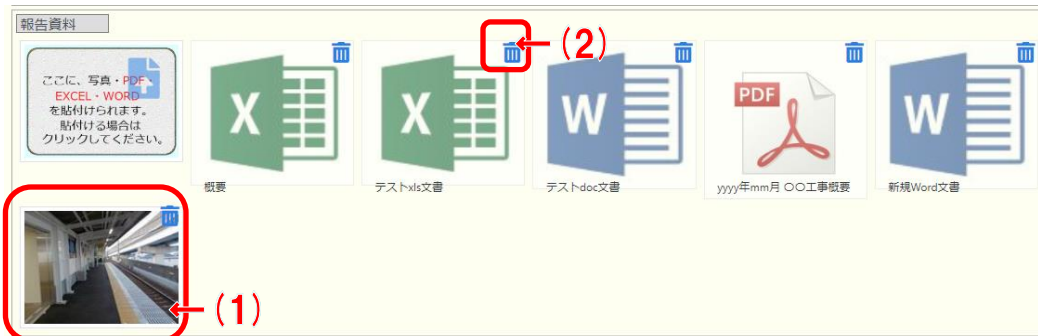 報告資料
ここに、写真・PDF・
EXCEL・WORD
を貼付けられます。
貼付ける場合は
クリックしてください。
X
X
W
PDF
W
(2)
概要
テストxls文書
テストdoc文書
yyyy年mm月 〇〇工事概要
新規Word文書
(1)